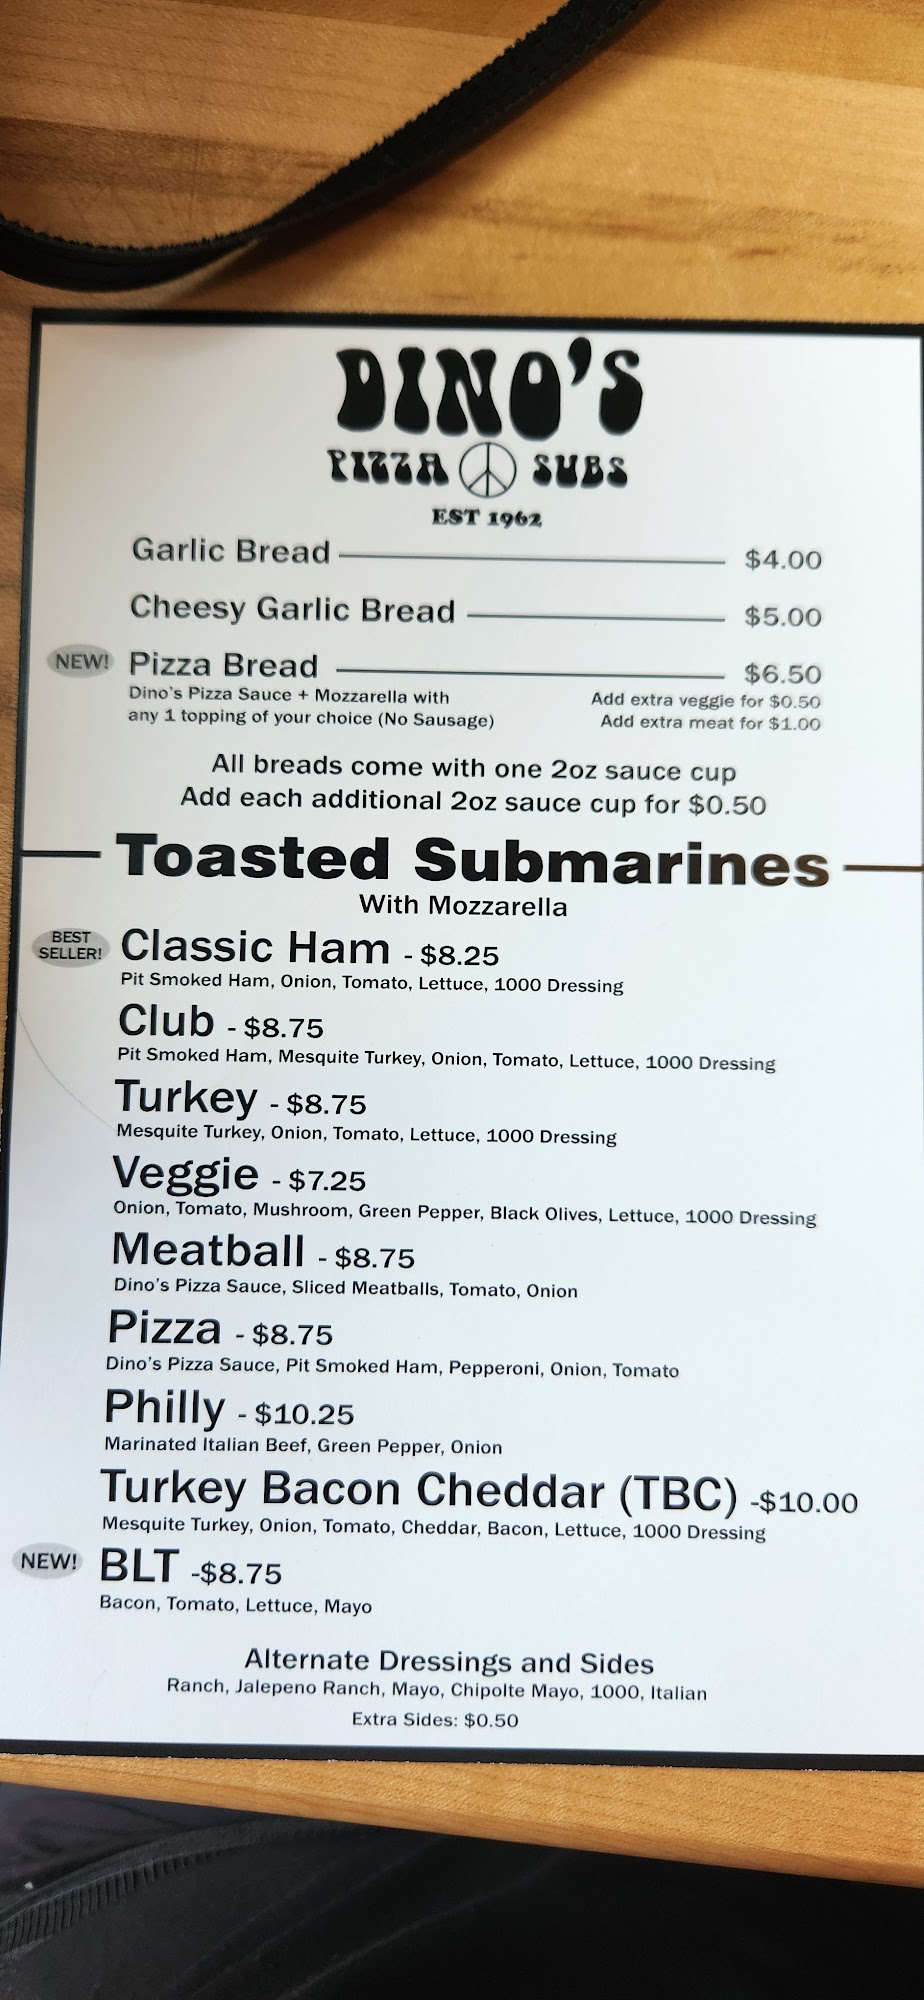 DINO'S
PIZZA SUBS
EST 1962
Garlic Bread $4.00
Cheesy Garlic Bread $5.00
NEW! Pizza Bread $6.50
Dino's Pizza Sauce + Mozzarella with Add extra veggie for $0.50
any 1 topping of your choice (No Sausage) Add extra meat for $1.00
All breads come with one 2oz sauce cup
Add each additional 2oz sauce cup for $0.50
Toasted Submarines
With Mozzarella
BEST SELLER! Classic Ham - $8.25
Pit Smoked Ham, Onion, Tomato, Lettuce, 1000 Dressing
Club - $8.75
Pit Smoked Ham, Mesquite Turkey, Onion, Tomato, Lettuce, 1000 Dressing
Turkey - $8.75
Mesquite Turkey, Onion, Tomato, Lettuce, 1000 Dressing
Veggie - $7.25
Onion, Tomato, Mushroom, Green Pepper, Black Olives, Lettuce, 1000 Dressing
Meatball - $8.75
Dino's Pizza Sauce, Sliced Meatballs, Tomato, Onion
Pizza - $8.75
Dino's Pizza Sauce, Pit Smoked Ham, Pepperoni, Onion, Tomato
Philly - $10.25
Marinated Italian Beef, Green Pepper, Onion
Turkey Bacon Cheddar (TBC) -$10.00
Mesquite Turkey, Onion, Tomato, Cheddar, Bacon, Lettuce, 1000 Dressing
NEW! BLT -$8.75
Bacon, Tomato, Lettuce, Mayo
Alternate Dressings and Sides
Ranch, Jalepeno Ranch, Mayo, Chipolte Mayo, 1000, Italian
Extra Sides: $0.50